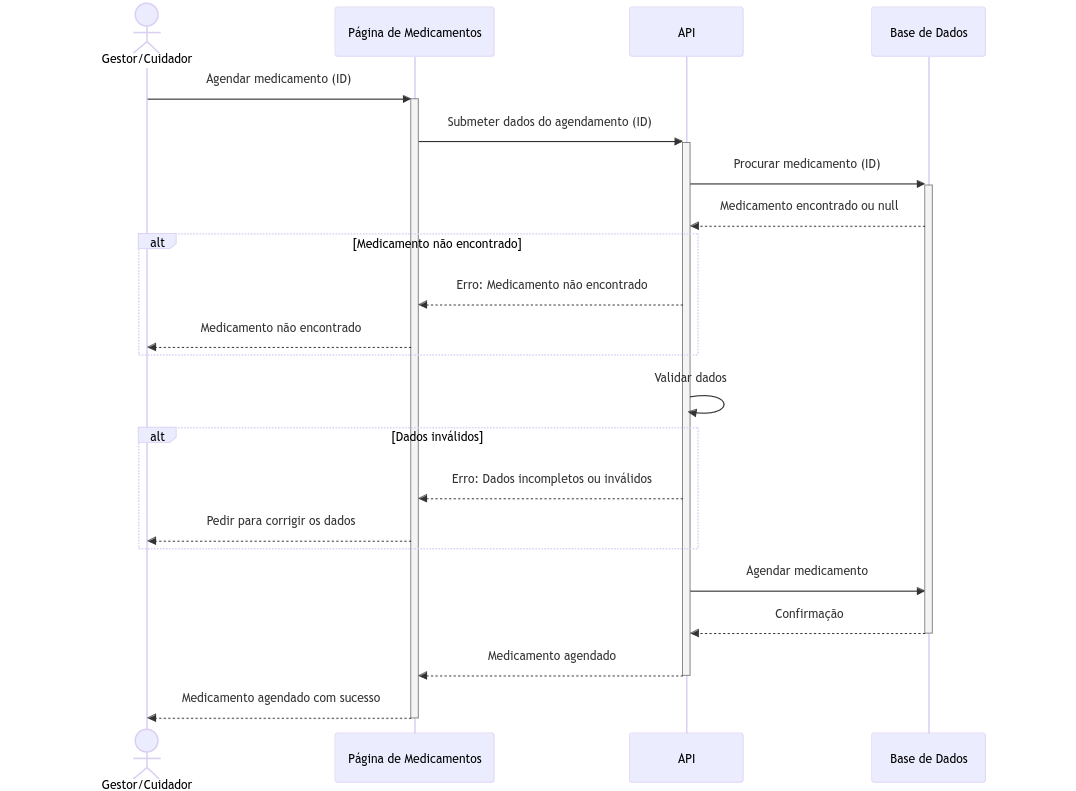 Gestor/Cuidador
Página de Medicamentos
API
Base de Dados
Agendar medicamento (ID)
Submeter dados do agendamento (ID)
Procurar medicamento (ID)
Medicamento encontrado ou null
alt
[Medicamento não encontrado]
Erro: Medicamento não encontrado
Medicamento não encontrado
Validar dados
alt
[Dados inválidos]
Erro: Dados incompletos ou inválidos
Pedir para corrigir os dados
Agendar medicamento
Confirmação
Medicamento agendado
Medicamento agendado com sucesso
Gestor/Cuidador
Página de Medicamentos
API
Base de Dados